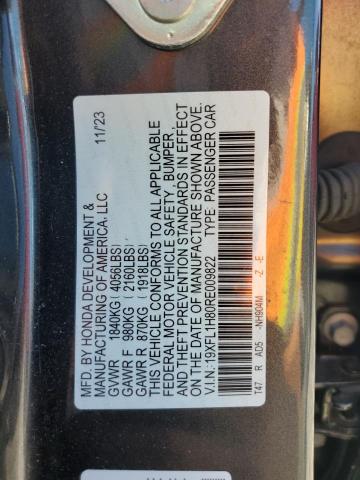 MFD. BY HONDA DEVELOPMENT & 11/23
MANUFACTURING OF AMERICA, LLC
GVWR 1840KG (4056LBS)
GAWR F 980KG (2160LBS)
GAWR R 870KG (1918LBS)
THIS VEHICLE CONFORMS TO ALL APPLICABLE
FEDERAL MOTOR VEHICLE SAFETY, BUMPER,
AND THEFT PREVENTION STANDARDS IN EFFECT
ON THE DATE OF MANUFACTURE SHOWN ABOVE.
V.I.N.:19XFL1H80RE009822 TYPE PASSENGER CAR
T47 R AD5 -NH904M -Z -E